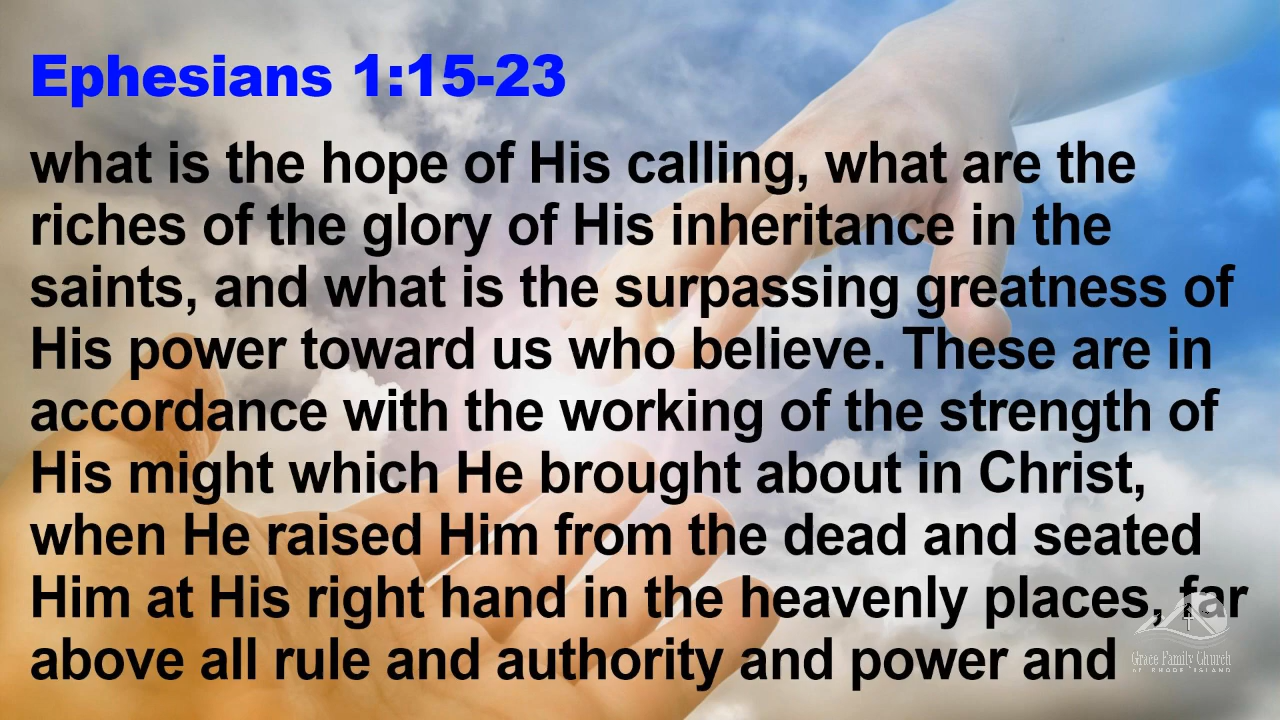 Ephesians 1:15-23
what is the hope of His calling, what are the
riches of the glory of His inheritance in the
saints, and what is the surpassing greatness of
His power toward us who believe. These are in
accordance with the working of the strength of
His might which He brought about in Christ,
when He raised Him from the dead and seated
Him at His right hand in the heavenly places, far
above all rule and authority and power and
Grace Family Church
OF RHODE ISLAND